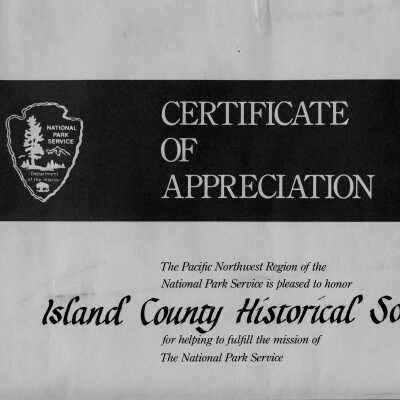 NATIONAL
PARK
SERVICE
Department
of the Interior
CERTIFICATE
OF
APPRECIATION
The Pacific Northwest Region of the
National Park Service is pleased to honor
Island County Historical So
for helping to fulfill the mission of
The National Park Service